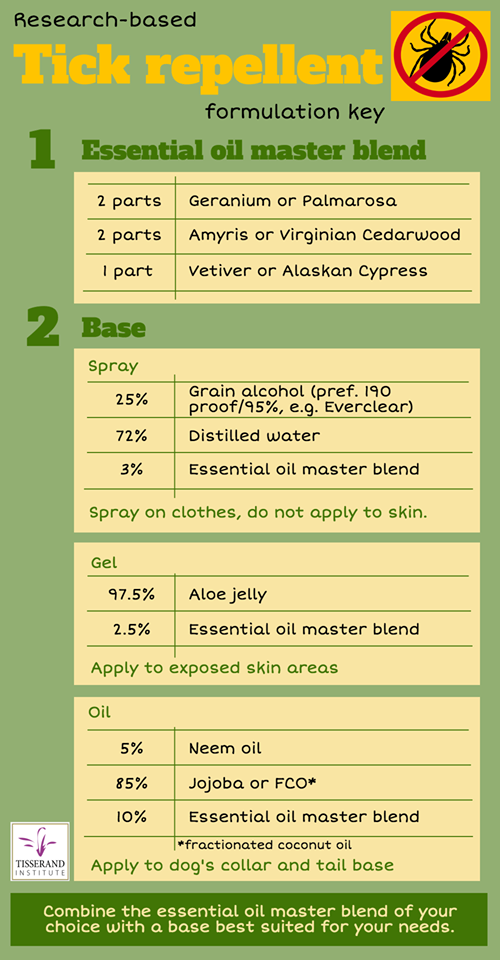 Research-based
Tick repellent
formulation key
1 Essential oil master blend
2 parts Geranium or Palmarosa
2 parts Amyris or Virginian Cedarwood
1 part Vetiver or Alaskan Cypress
2 Base
Spray
25% Grain alcohol (pref. 190
proof/95%, e.g. Everclear)
72% Distilled water
3% Essential oil master blend
Spray on clothes, do not apply to skin.
Gel
97.5% Aloe jelly
2.5% Essential oil master blend
Apply to exposed skin areas
Oil
5% Neem oil
85% Jojoba or FCO*
10% Essential oil master blend
*fractionated coconut oil
Apply to dog's collar and tail base
TISSERAND
INSTITUTE
Combine the essential oil master blend of your
choice with a base best suited for your needs.